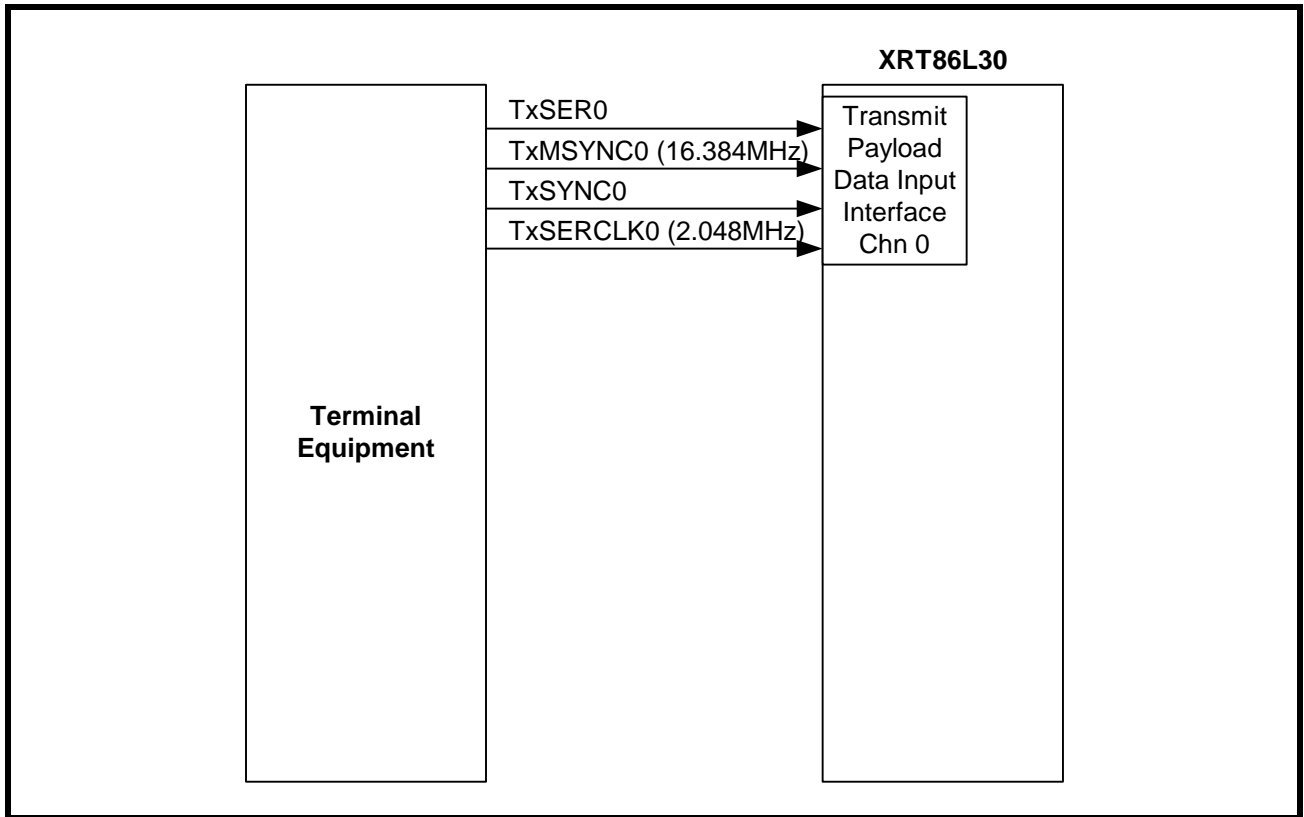 XRT86L30
TxSER0
TxMSYNC0 (16.384MHz)
TxSYNC0
TxSERCLK0 (2.048MHz)
Transmit
Payload
Data Input
Interface
Chn 0
Terminal
Equipment